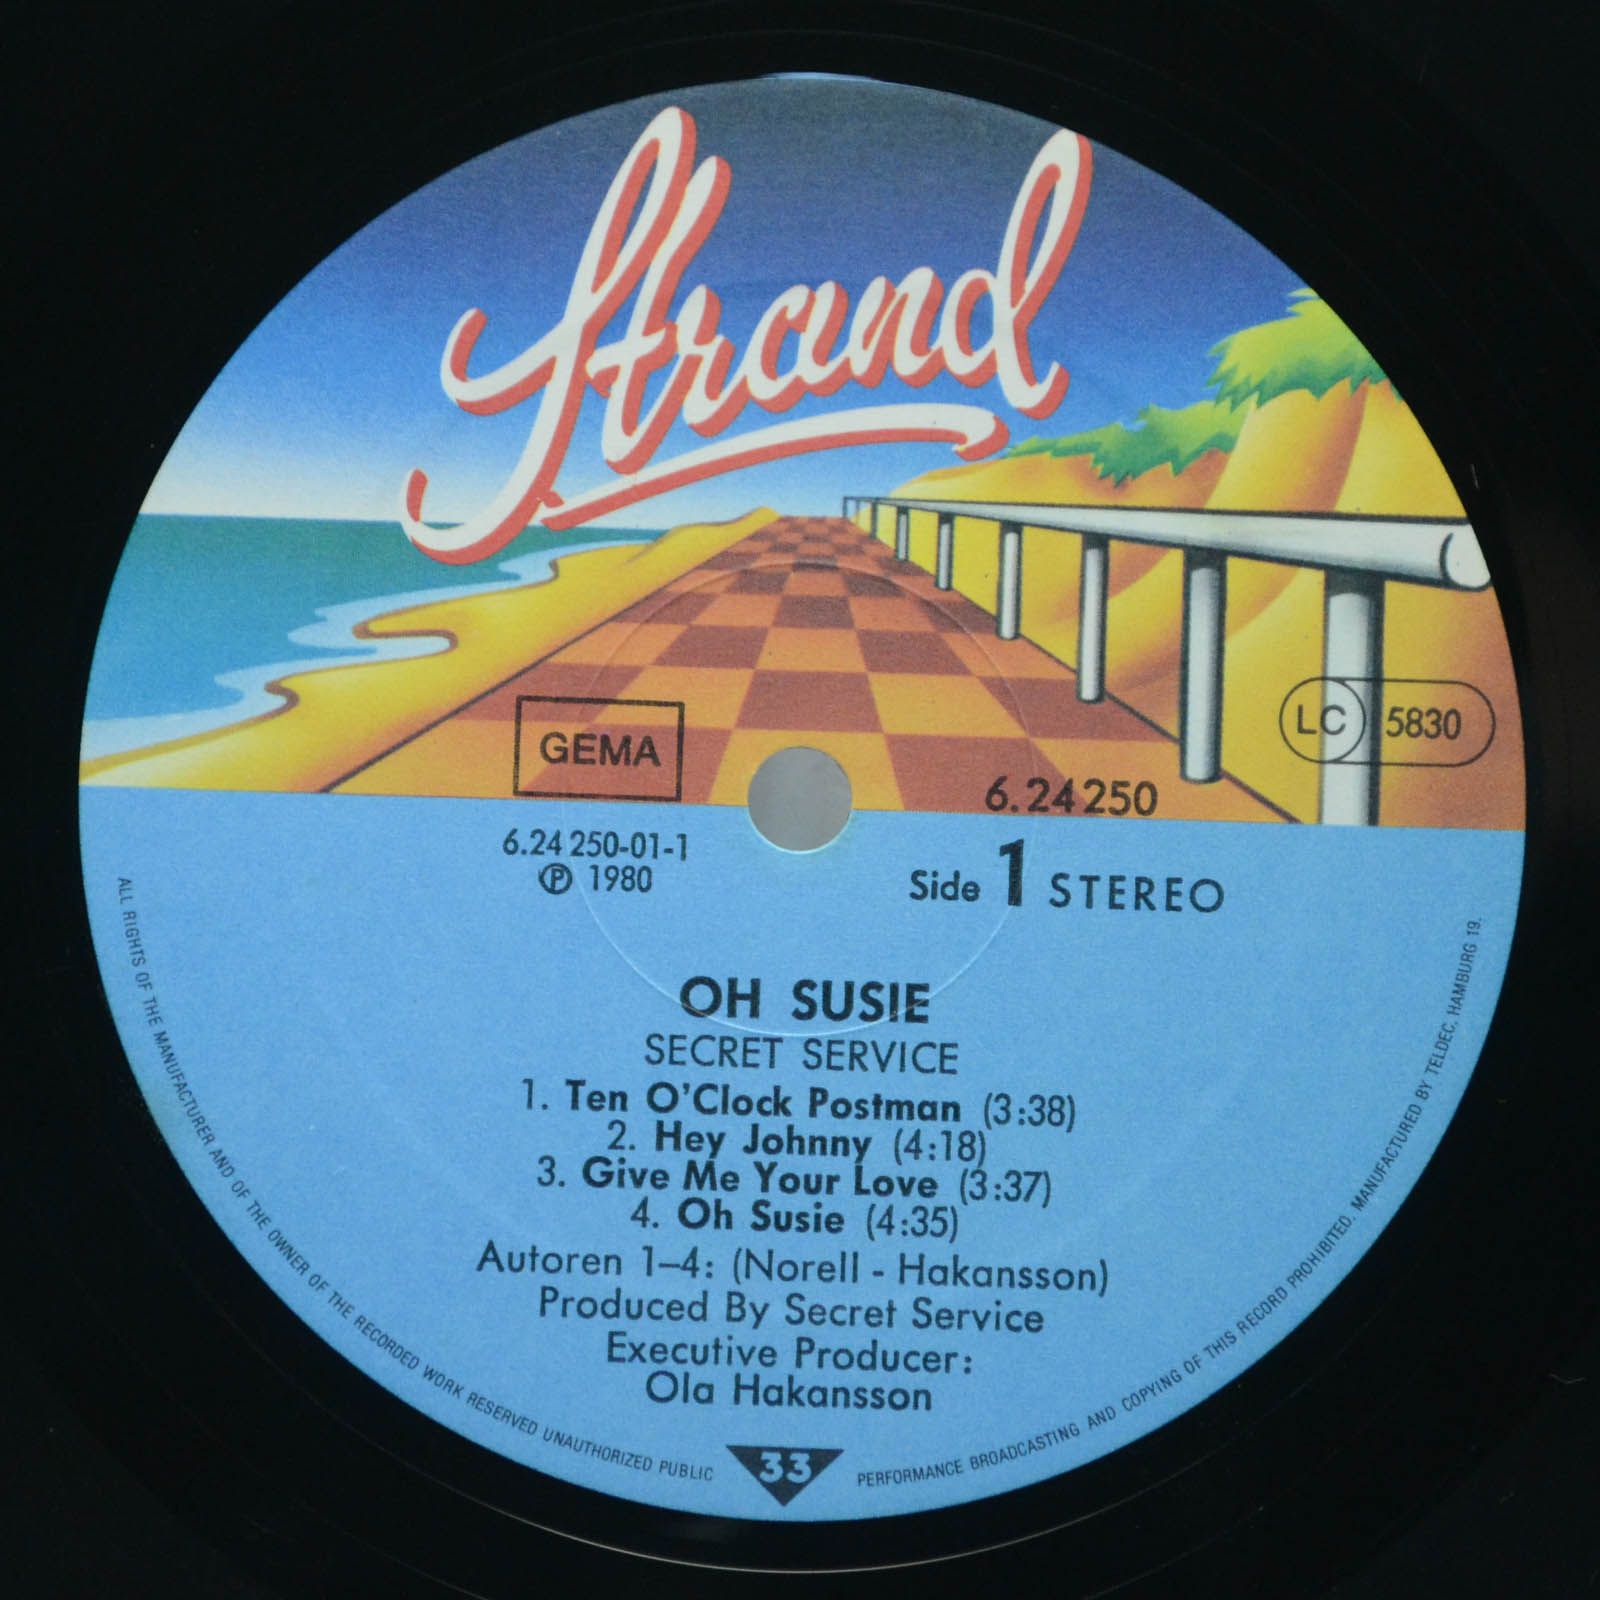 Strand
GEMA
LC 5830
6.24250
6.24 250-01-1
℗ 1980
Side 1 STEREO
OH SUSIE
SECRET SERVICE
1. Ten O'Clock Postman (3:38)
2. Hey Johnny (4:18)
3. Give Me Your Love (3:37)
4. Oh Susie (4:35)
Autoren 1–4: (Norell - Hakansson)
Produced By Secret Service
Executive Producer:
Ola Hakansson
33
ALL RIGHTS OF THE MANUFACTURER AND OF THE OWNER OF THE RECORDED WORK RESERVED UNAUTHORIZED PUBLIC PERFORMANCE BROADCASTING AND COPYING OF THIS RECORD PROHIBITED. MANUFACTURED BY TELDEC. HAMBURG 19.